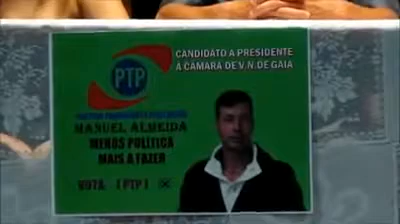 CANDIDATO A PRESIDENTE
À CÂMARA DE V.N. DE GAIA
PTP
MANUEL ALMEIDA
MENOS POLÍTICA
MAIS A FAZER
VOTA: [ PTP ] X